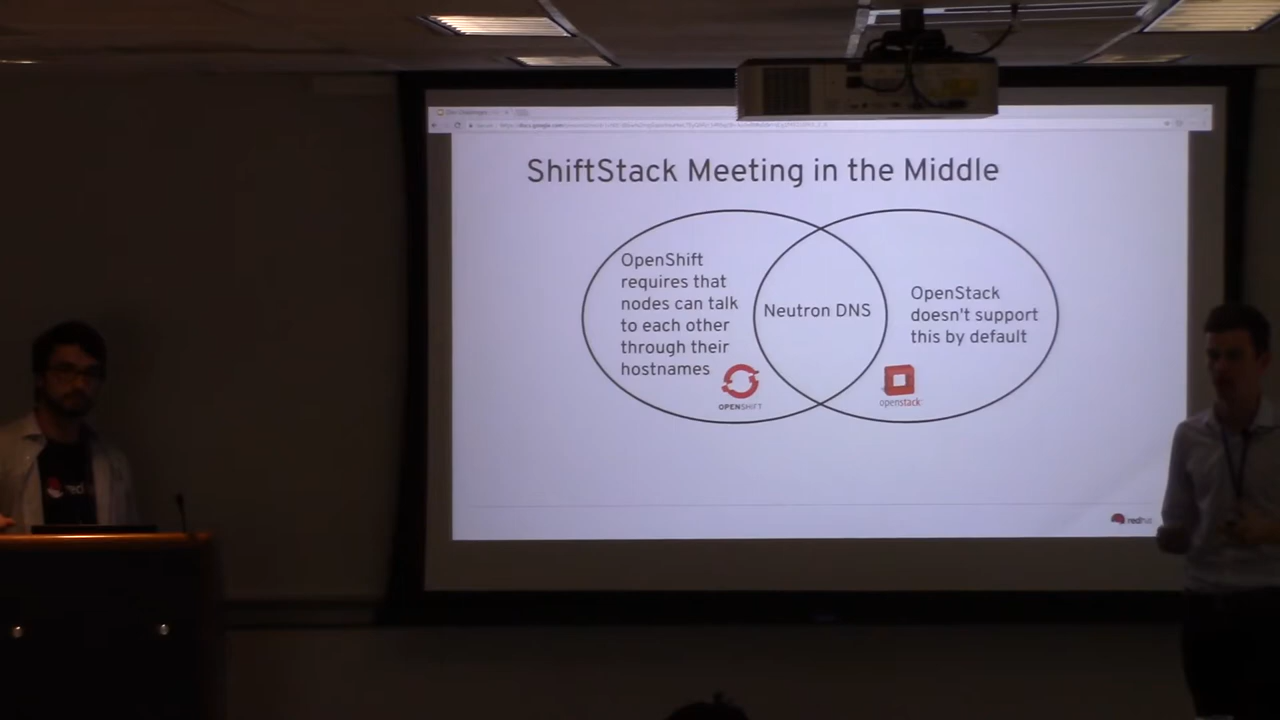 ShiftStack Meeting in the Middle
OpenShift
requires that
nodes can talk
to each other
through their
hostnames
OPENSHIFT
Neutron DNS
OpenStack
doesn't support
this by default
openstack
redhat
red